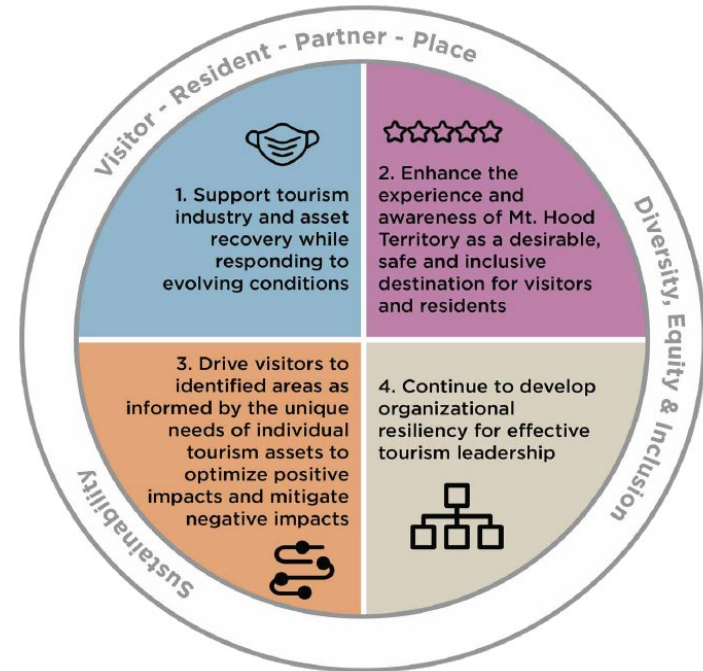 Visitor - Resident - Partner - Place
Diversity, Equity & Inclusion
Sustainability
1. Support tourism
industry and asset
recovery while
responding to
evolving conditions
2. Enhance the
experience and
awareness of Mt. Hood
Territory as a desirable,
safe and inclusive
destination for visitors
and residents
3. Drive visitors to
identified areas as
informed by the unique
needs of individual
tourism assets to
optimize positive
impacts and mitigate
negative impacts
4. Continue to develop
organizational
resiliency for effective
tourism leadership